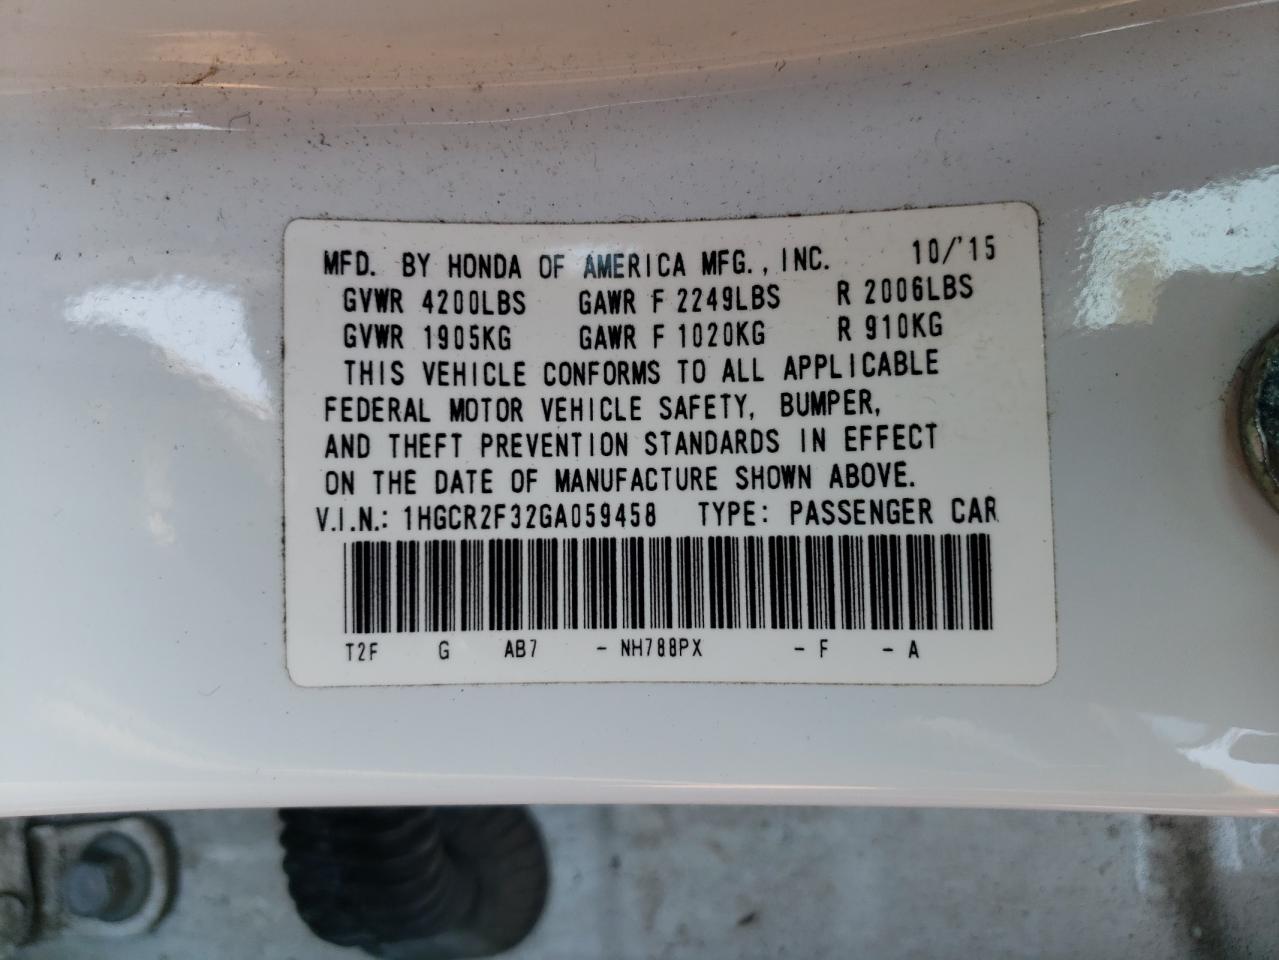 MFD. BY HONDA OF AMERICA MFG., INC. 10/'15
GVWR 4200LBS GAWR F 2249LBS R 2006LBS
GVWR 1905KG GAWR F 1020KG R 910KG
THIS VEHICLE CONFORMS TO ALL APPLICABLE
FEDERAL MOTOR VEHICLE SAFETY, BUMPER,
AND THEFT PREVENTION STANDARDS IN EFFECT
ON THE DATE OF MANUFACTURE SHOWN ABOVE.
V.I.N.: 1HGCR2F32GA059458 TYPE: PASSENGER CAR
T2F G AB7 - NH788PX - F - A